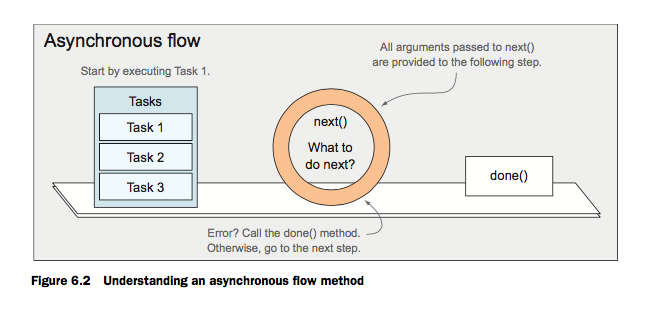 Asynchronous flow
All arguments passed to next()
are provided to the following step.
Start by executing Task 1.
Tasks
Task 1
Task 2
Task 3
next()
What to
do next?
done()
Error? Call the done() method.
Otherwise, go to the next step.
Figure 6.2 Understanding an asynchronous flow method